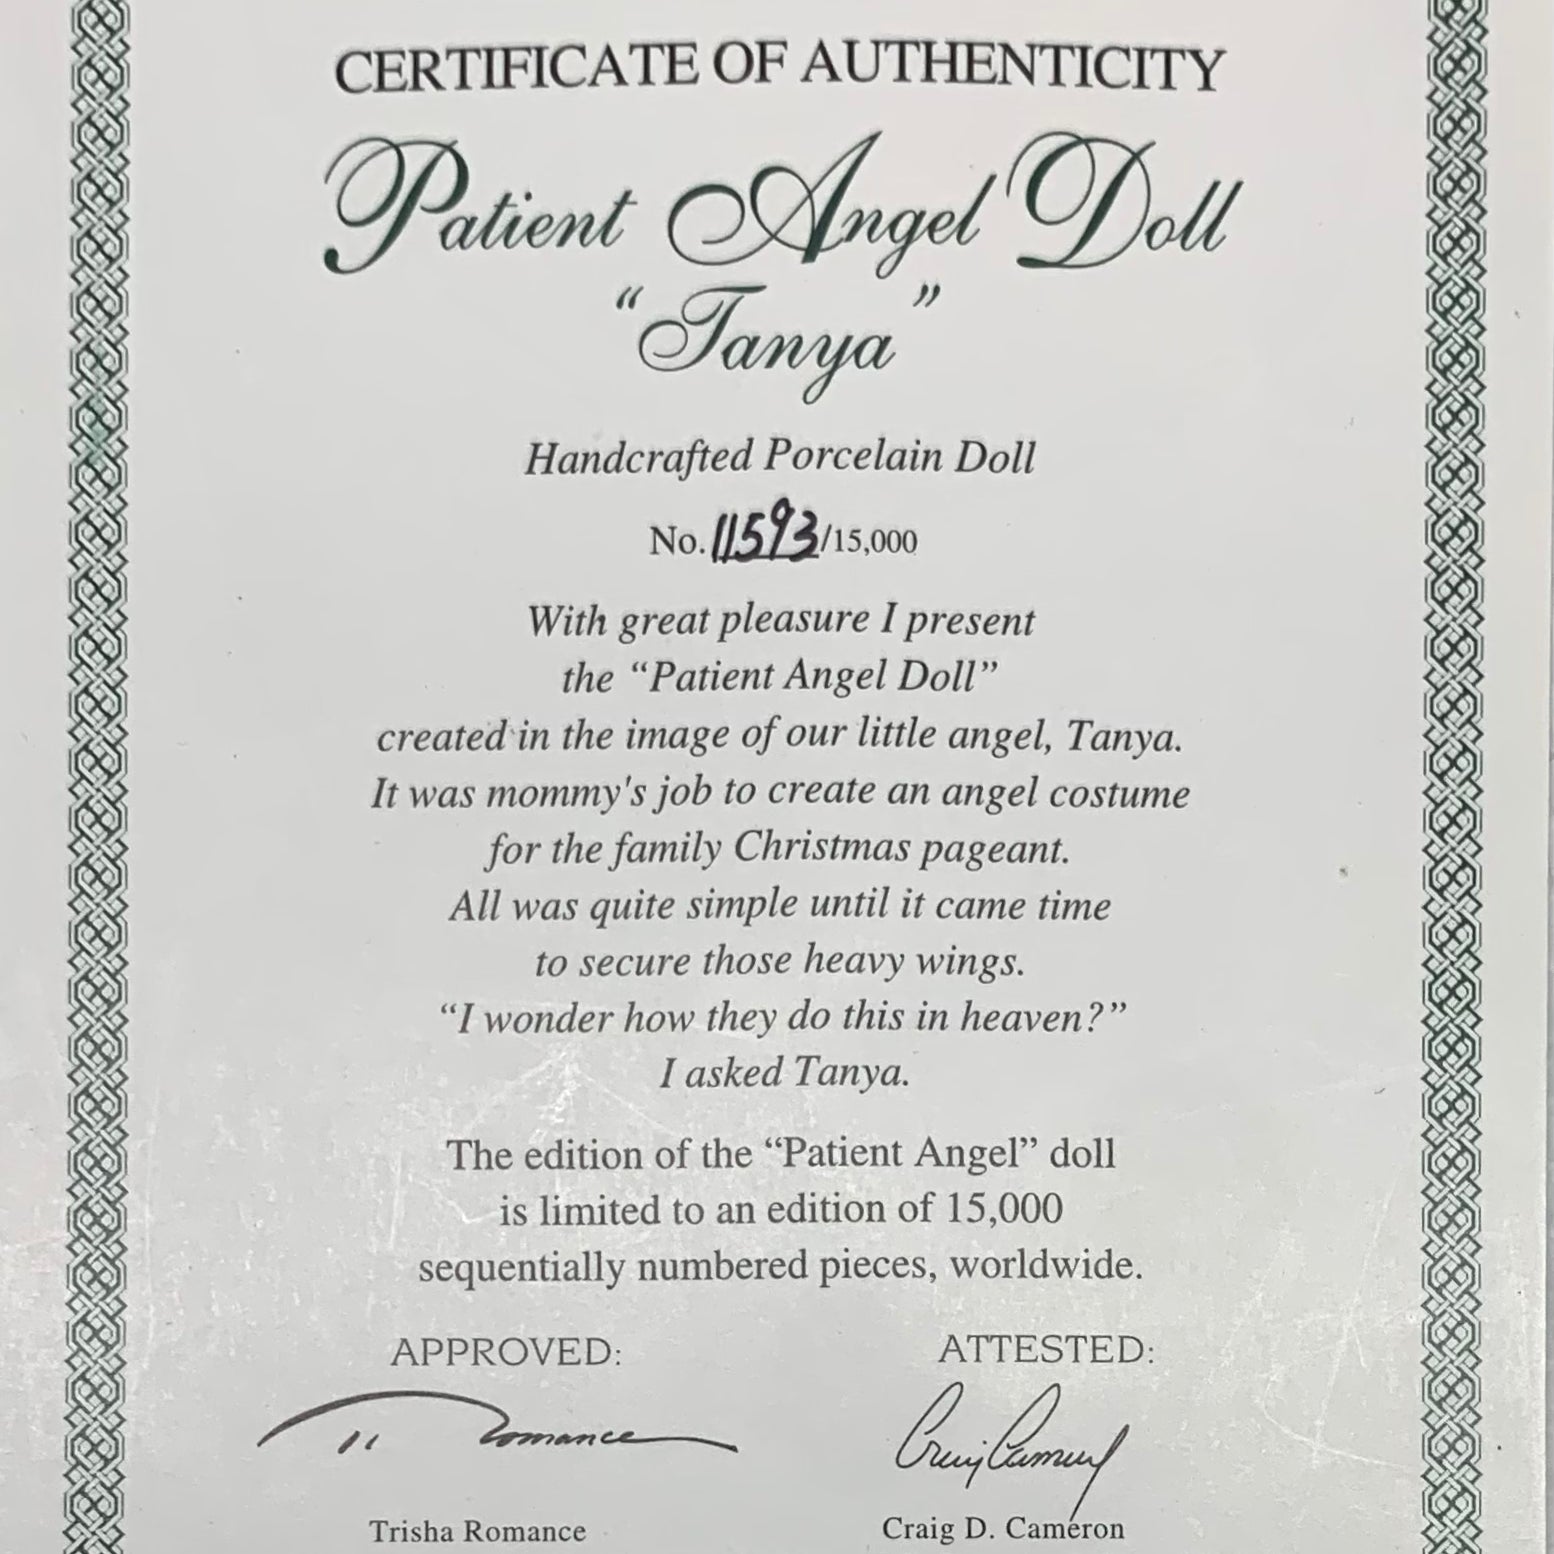 CERTIFICATE OF AUTHENTICITY
Patient Angel Doll
“Tanya”
Handcrafted Porcelain Doll
No. 11593/15,000
With great pleasure I present
the “Patient Angel Doll”
created in the image of our little angel, Tanya.
It was mommy's job to create an angel costume
for the family Christmas pageant.
All was quite simple until it came time
to secure those heavy wings.
“I wonder how they do this in heaven?”
I asked Tanya.
The edition of the “Patient Angel” doll
is limited to an edition of 15,000
sequentially numbered pieces, worldwide.
APPROVED: ATTESTED:
T Romance Craig Cameron
Trisha Romance Craig D. Cameron